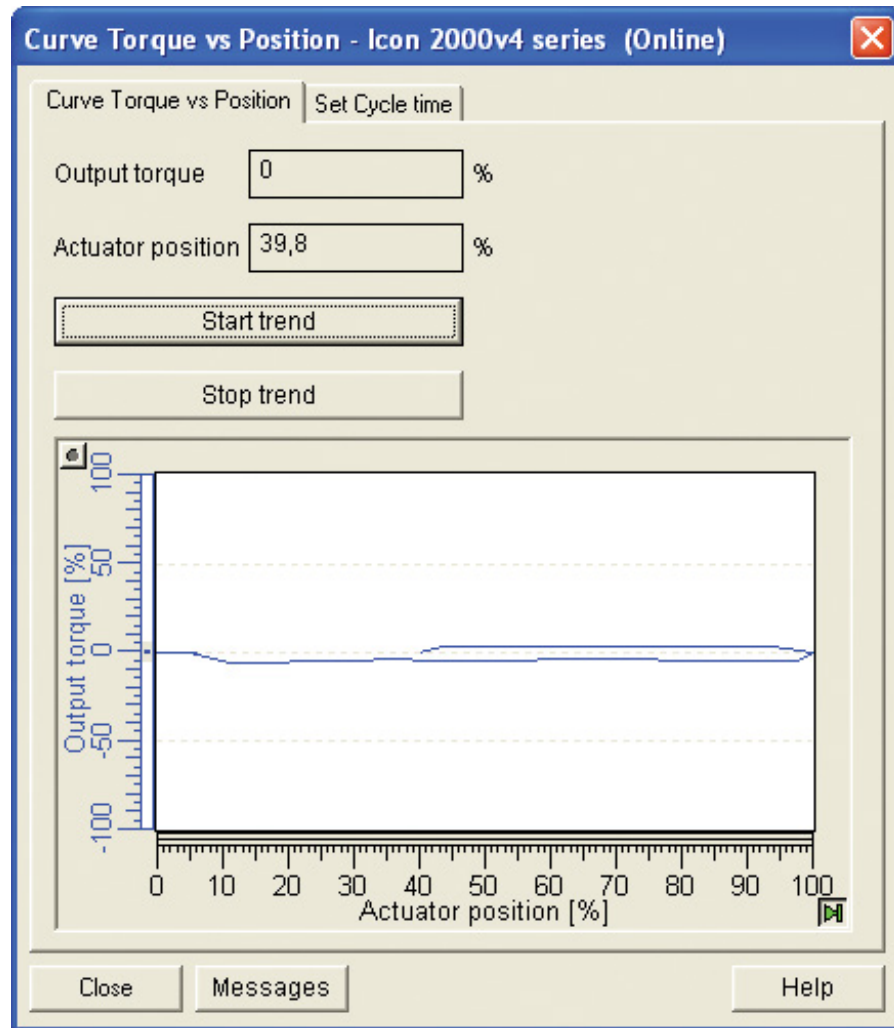 Curve Torque vs Position - Icon 2000v4 series (Online)
Curve Torque vs Position
Set Cycle time
Output torque 0 %
Actuator position 39,8 %
Start trend
Stop trend
Output torque [%]
100
50
0
-50
-100
0 10 20 30 40 50 60 70 80 90 100
Actuator position [%]
Close Messages Help